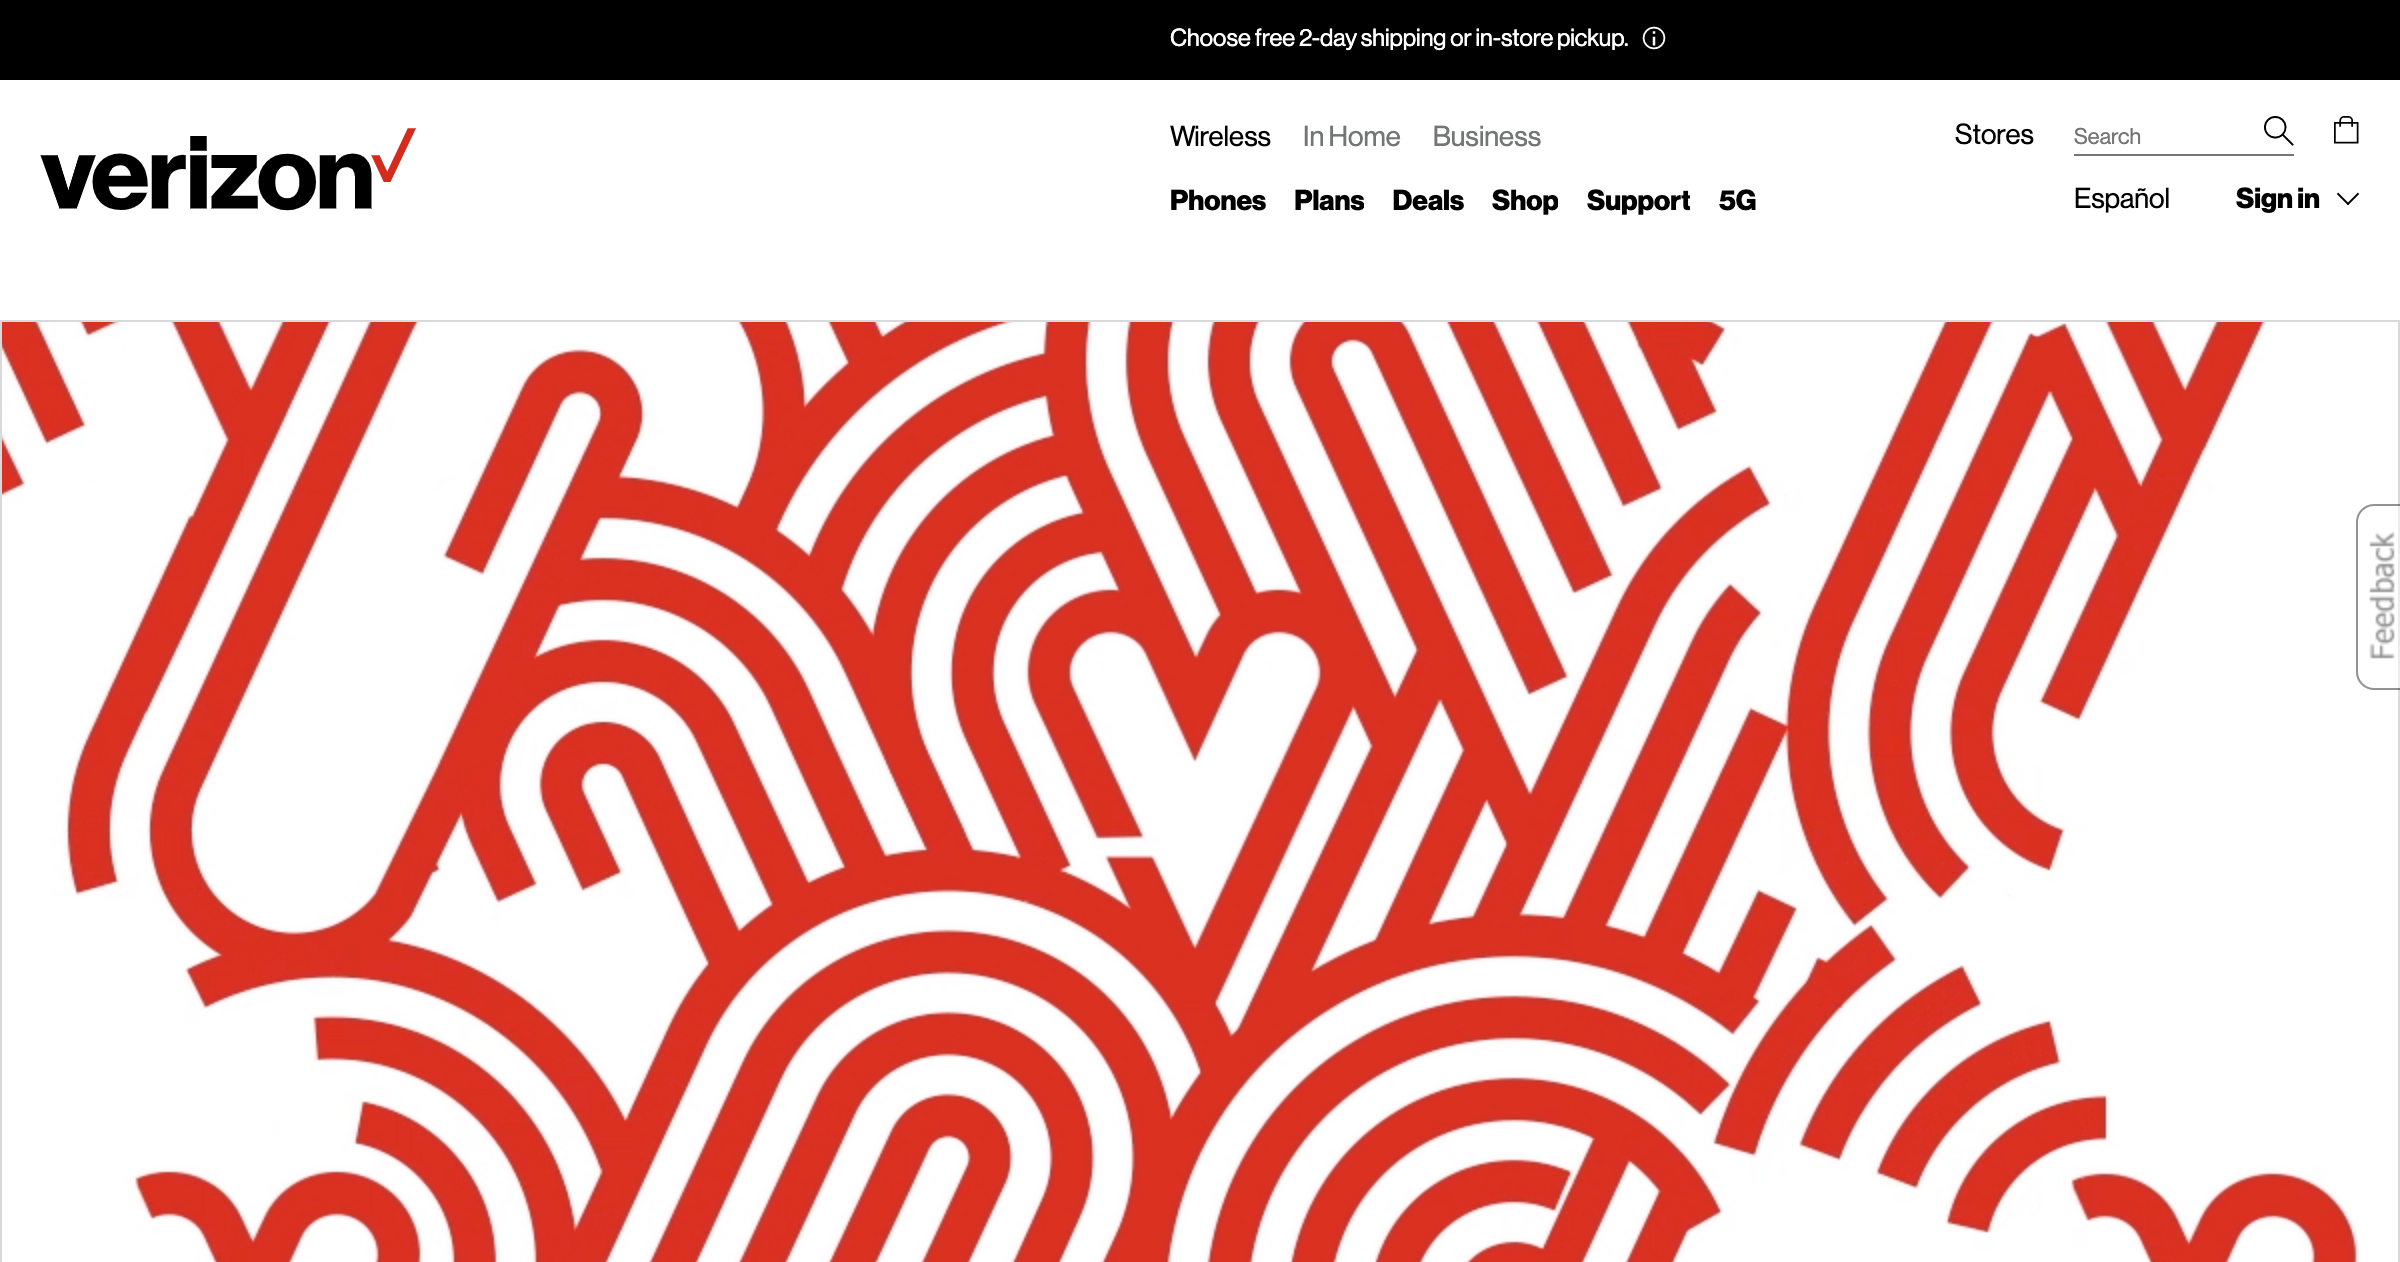 Choose free 2-day shipping or in-store pickup.
verizon
Wireless In Home Business
Stores Search
Phones Plans Deals Shop Support 5G
Español Sign in
Feedback